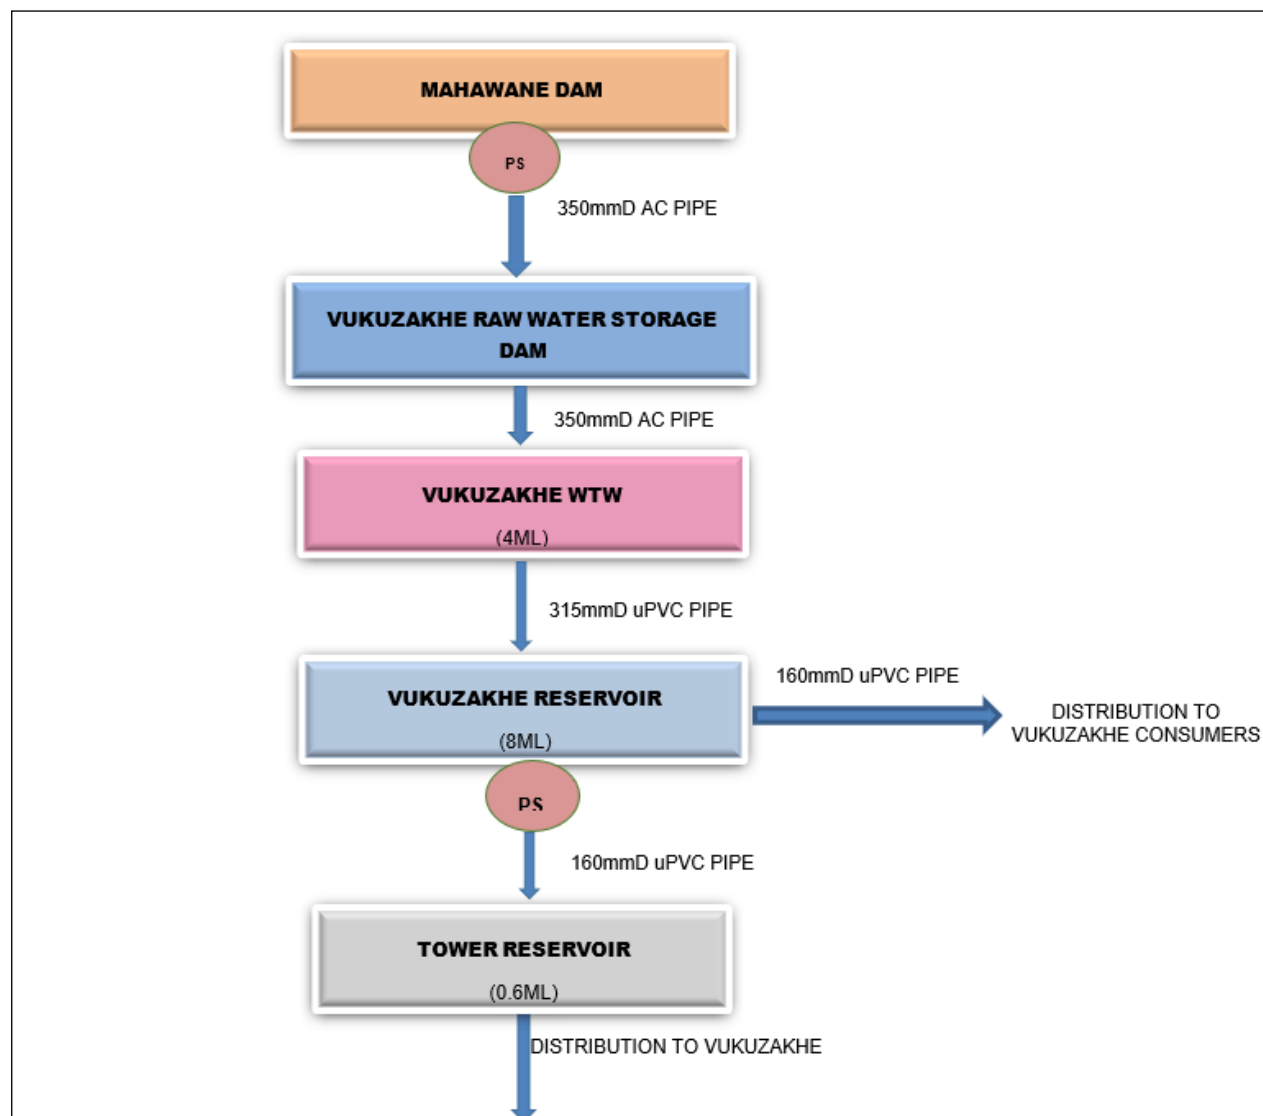 MAHAWANE DAM
PS
350mmD AC PIPE
VUKUZAKHE RAW WATER STORAGE
DAM
350mmD AC PIPE
VUKUZAKHE WTW
(4ML)
315mmD uPVC PIPE
VUKUZAKHE RESERVOIR
(8ML)
160mmD uPVC PIPE
DISTRIBUTION TO
VUKUZAKHE CONSUMERS
PS
160mmD uPVC PIPE
TOWER RESERVOIR
(0.6ML)
DISTRIBUTION TO VUKUZAKHE